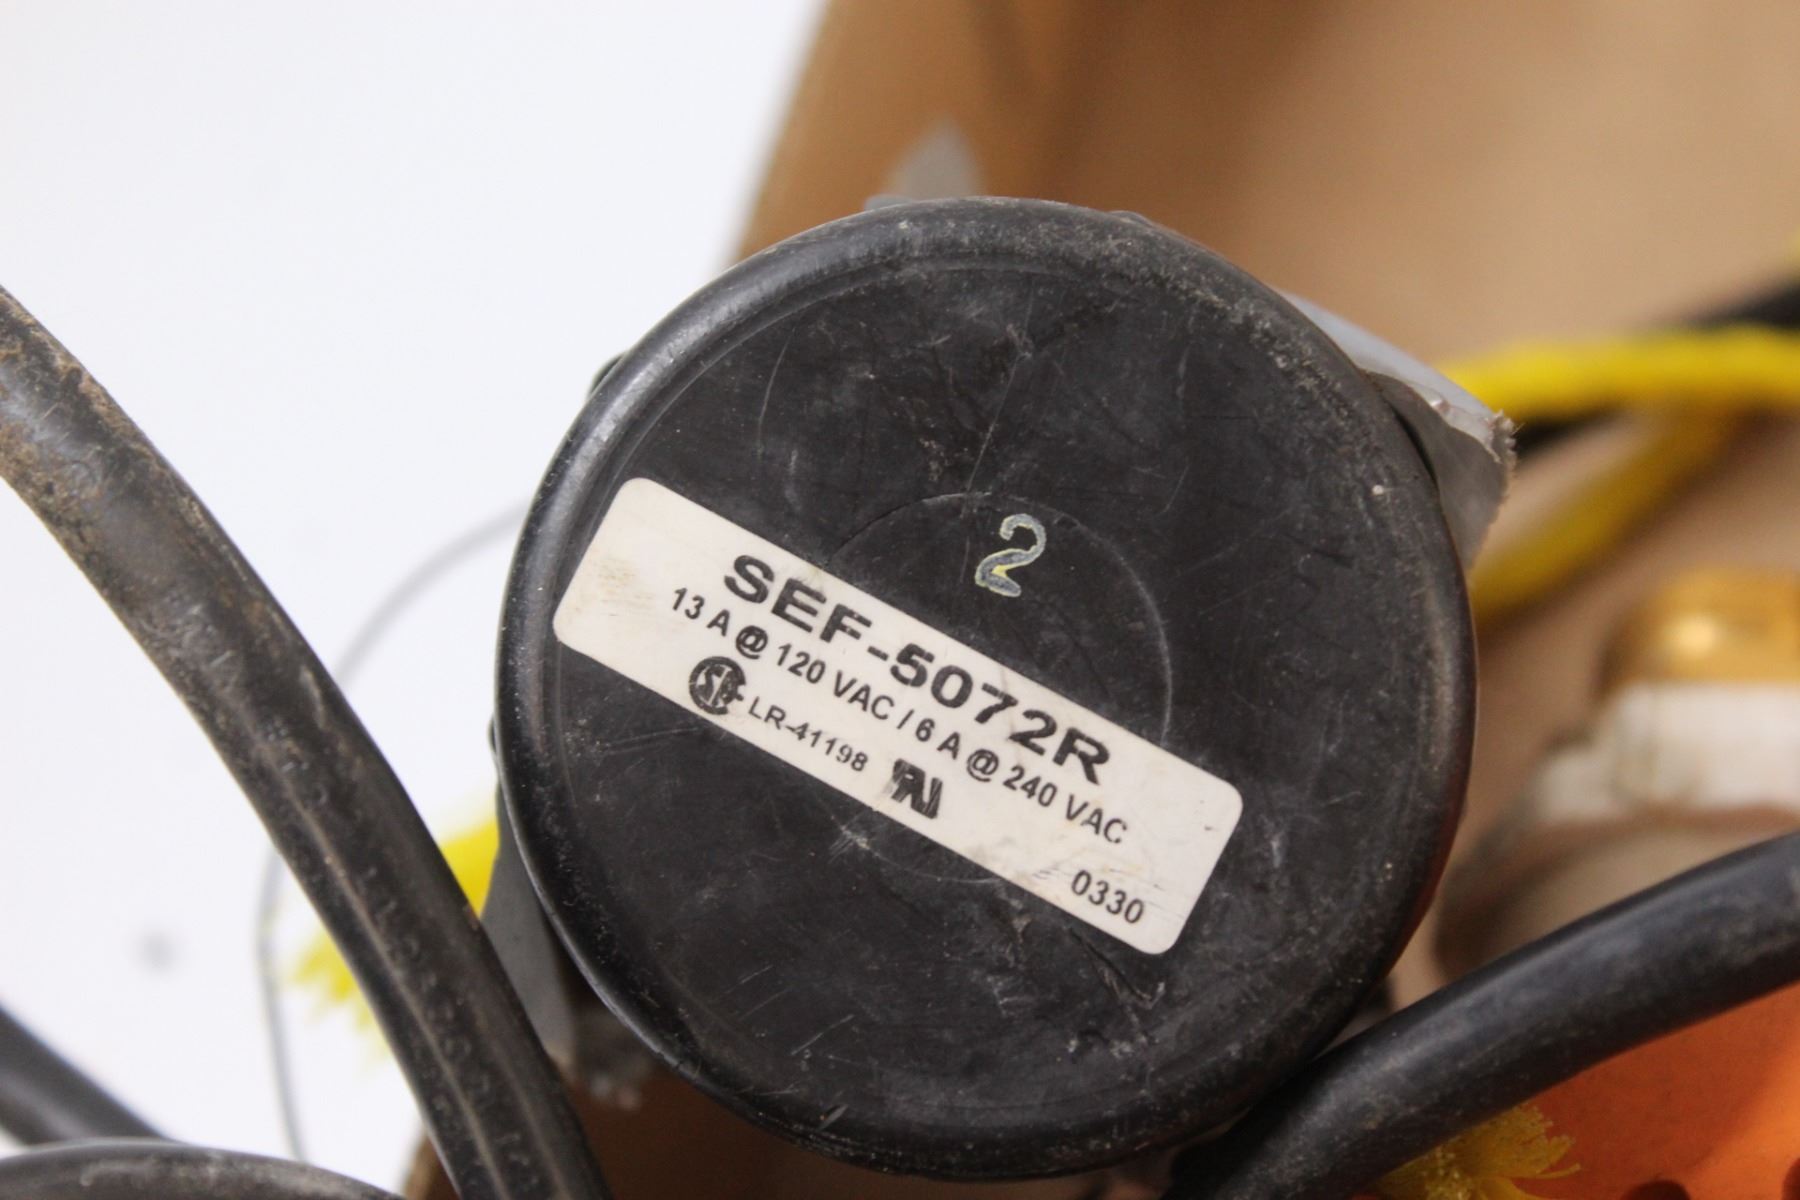 2
SEF-5072R
13 A @ 120 VAC / 6 A @ 240 VAC
LR-41198
0330